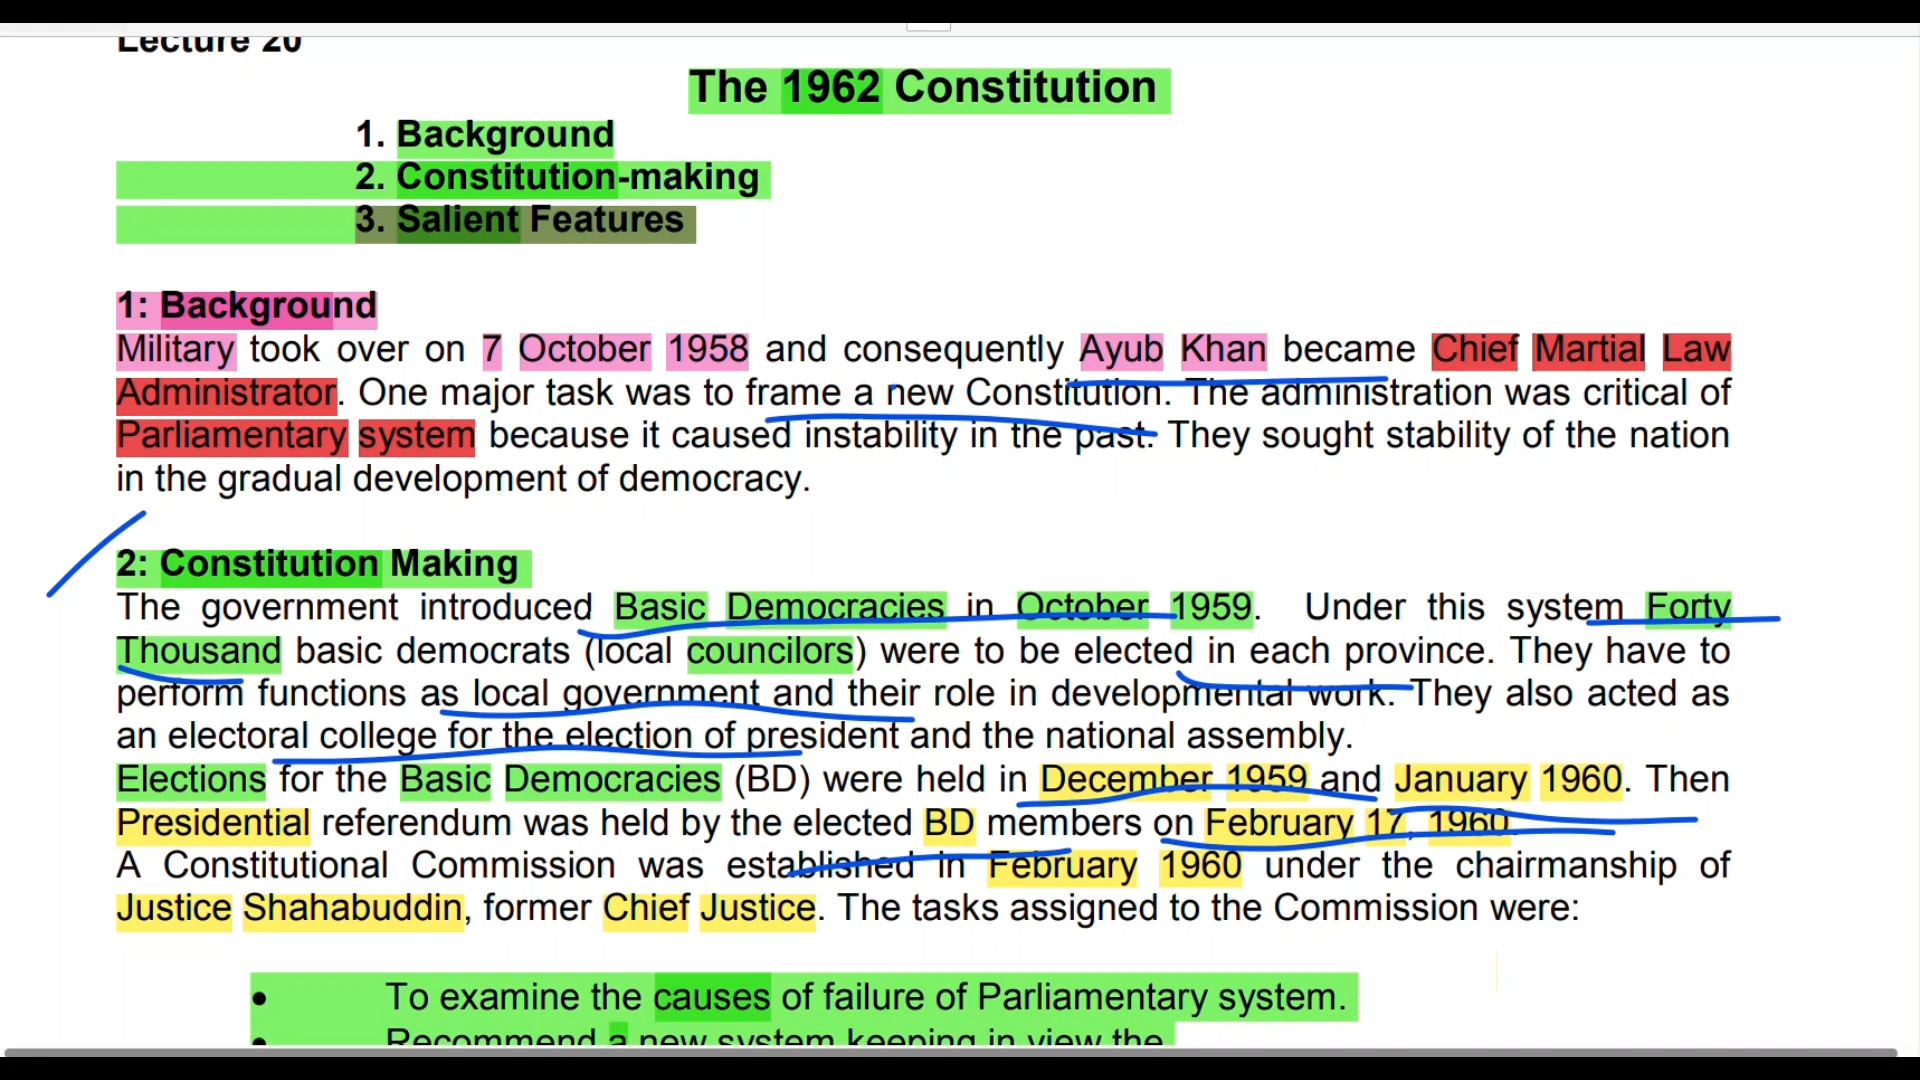 Lecture 20
The 1962 Constitution
1. Background
2. Constitution-making
3. Salient Features
1: Background
Military took over on 7 October 1958 and consequently Ayub Khan became Chief Martial Law
Administrator. One major task was to frame a new Constitution. The administration was critical of
Parliamentary system because it caused instability in the past. They sought stability of the nation
in the gradual development of democracy.
2: Constitution Making
The government introduced Basic Democracies in October 1959. Under this system Forty
Thousand basic democrats (local councilors) were to be elected in each province. They have to
perform functions as local government and their role in developmental work. They also acted as
an electoral college for the election of president and the national assembly.
Elections for the Basic Democracies (BD) were held in December 1959 and January 1960. Then
Presidential referendum was held by the elected BD members on February 17, 1960.
A Constitutional Commission was established in February 1960 under the chairmanship of
Justice Shahabuddin, former Chief Justice. The tasks assigned to the Commission were:
• To examine the causes of failure of Parliamentary system.
• Recommend a new system keeping in view the